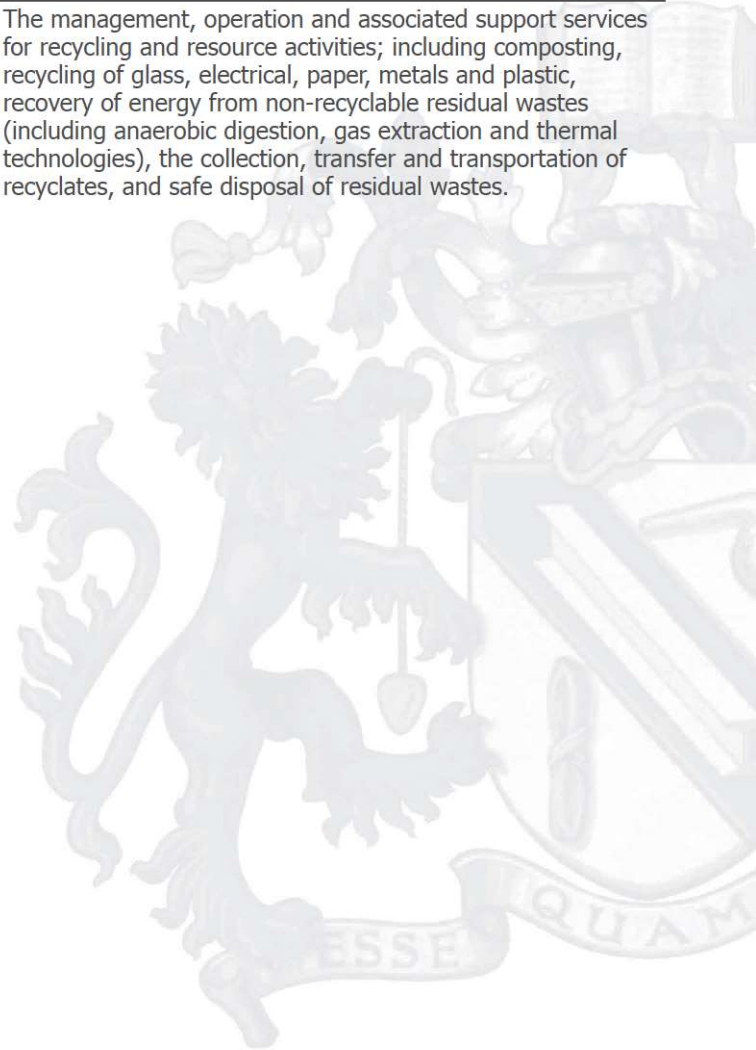 The management, operation and associated support services
for recycling and resource activities; including composting,
recycling of glass, electrical, paper, metals and plastic,
recovery of energy from non-recyclable residual wastes
(including anaerobic digestion, gas extraction and thermal
technologies), the collection, transfer and transportation of
recyclates, and safe disposal of residual wastes.
ESSE QUAM